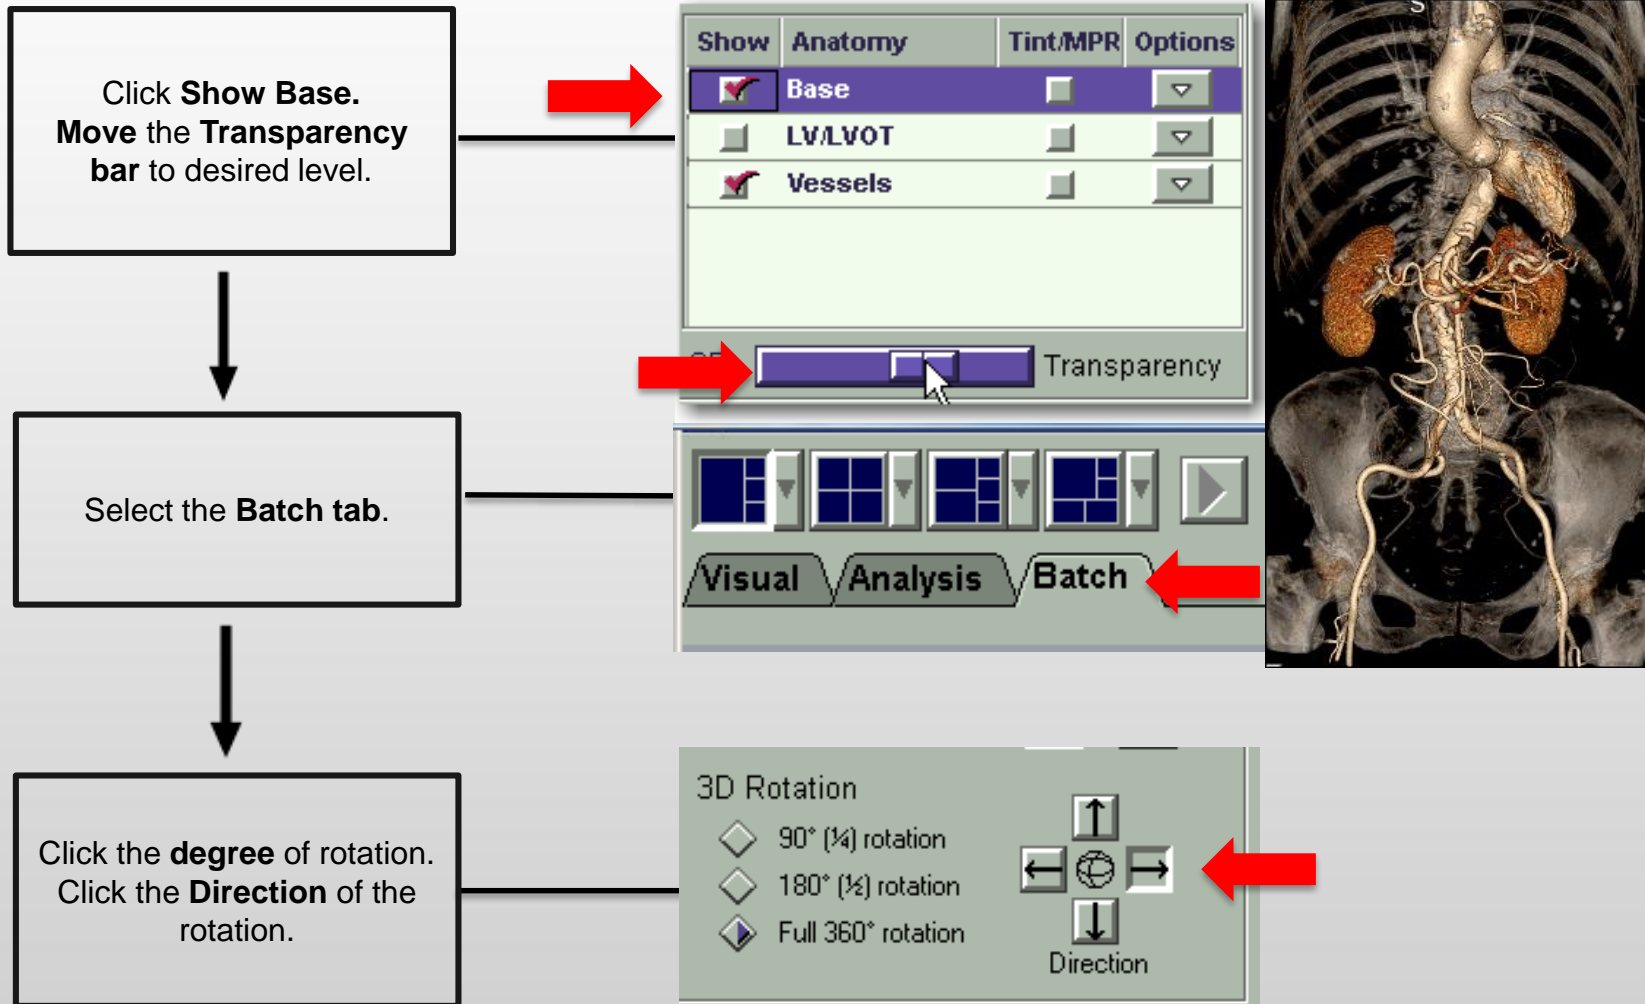 Click Show Base.
Move the Transparency
bar to desired level.
Show Anatomy Tint/MPR Options
Base
LV/LVOT
Vessels
Transparency
S
Select the Batch tab.
Visual Analysis Batch
Click the degree of rotation.
Click the Direction of the
rotation.
3D Rotation
90° (¼) rotation
180° (½) rotation
Full 360° rotation
Direction